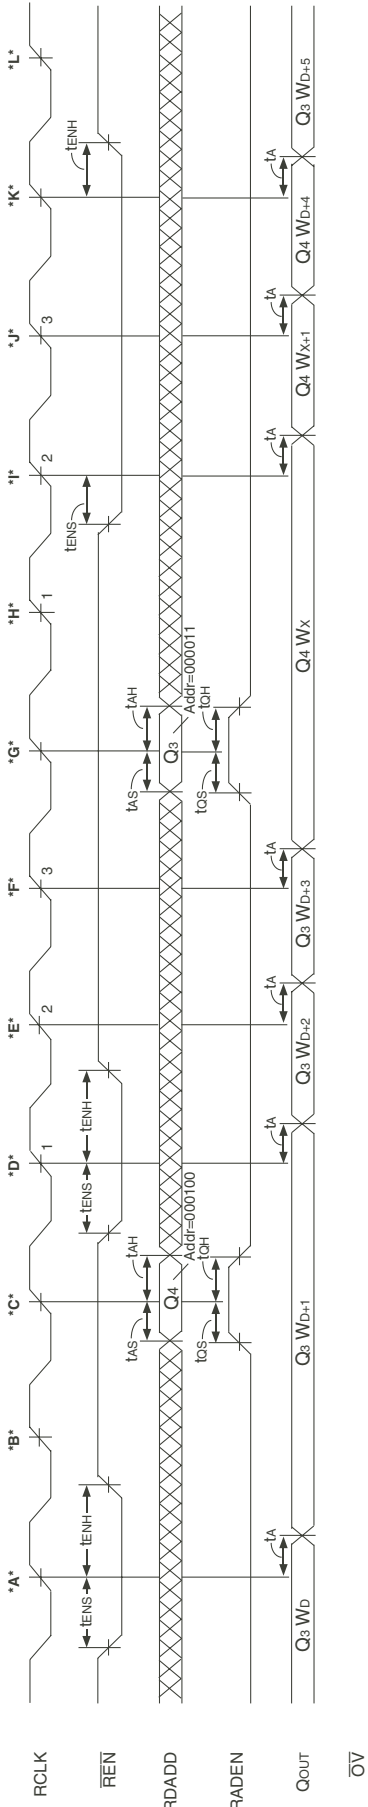 *A* *B* *C* *D* *E* *F* *G* *H* *I* *J* *K* *L*
RCLK 1 2 3 1 2 3
REN tENS tENH tENS tENH tENS tENH
tAS tAH tAS tAH
RDADD Q4 Q3
Addr=000100 Addr=000011
tQS tQH tQS tQH
RADEN
tA tA tA tA tA tA tA
QOUT Q3 WD Q3 WD+1 Q3 WD+2 Q3 WD+3 Q4 WX Q4 WX+1 Q4 WD+4 Q3 WD+5
OV